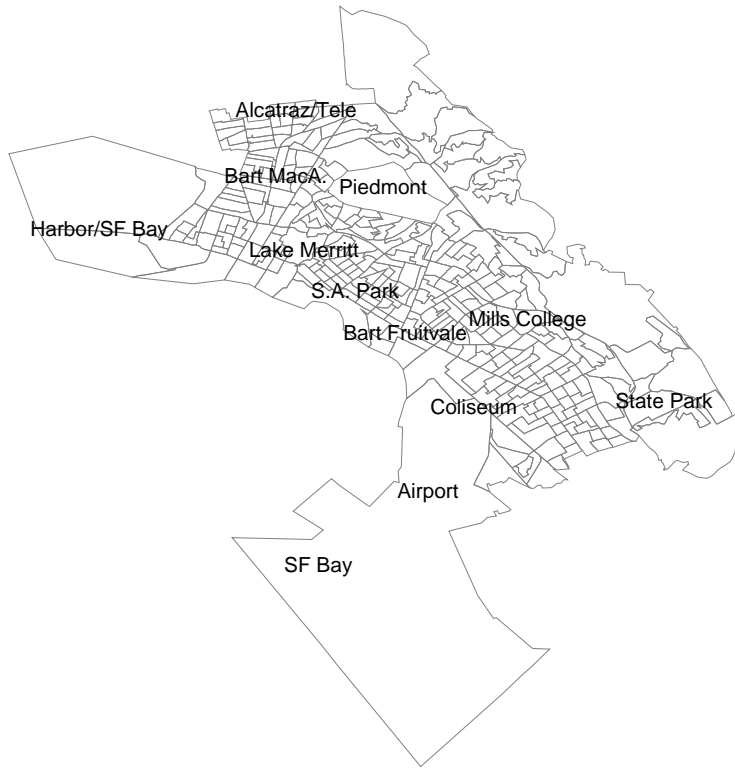 Alcatraz/Tele
Bart MacA.
Piedmont
Harbor/SF Bay
Lake Merritt
S.A. Park
Mills College
Bart Fruitvale
State Park
Coliseum
Airport
SF Bay